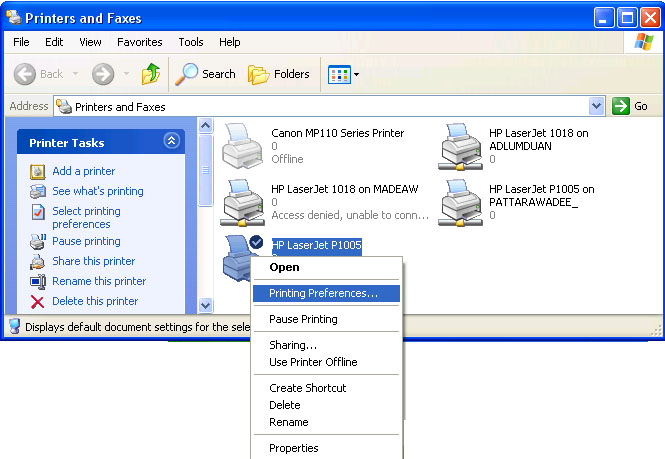 Printers and Faxes
File Edit View Favorites Tools Help
Back Search Folders
Address Printers and Faxes Go
Printer Tasks
Add a printer
See what's printing
Select printing
preferences
Pause printing
Share this printer
Rename this printer
Delete this printer
Canon MP110 Series Printer
0
Offline
HP LaserJet 1018 on
ADLUMDUAN
0
HP LaserJet 1018 on MADEAW
0
Access denied, unable to conn...
HP LaserJet P1005 on
PATTARAWADEE_
0
HP LaserJet P1005
Open
Printing Preferences...
Pause Printing
Sharing...
Use Printer Offline
Create Shortcut
Delete
Rename
Properties
Displays default document settings for the sele